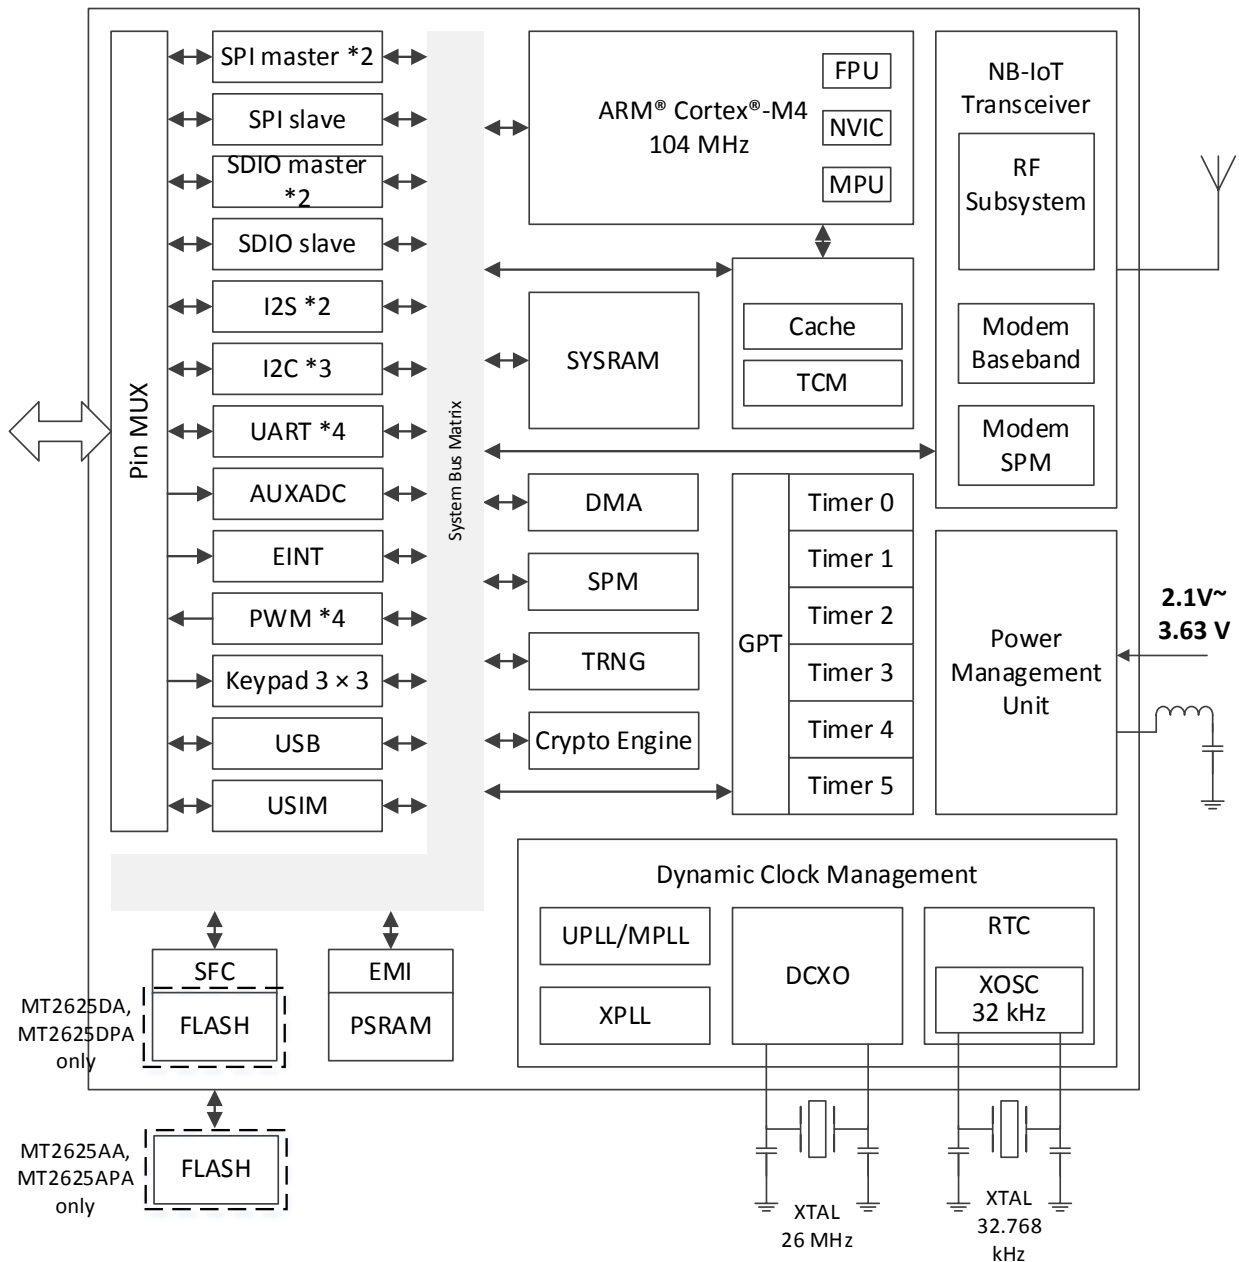 SPI master *2
SPI slave
SDIO master
*2
SDIO slave
I2S *2
I2C *3
UART *4
AUXADC
EINT
PWM *4
Keypad 3 × 3
USB
USIM
Pin MUX
System Bus Matrix
ARM® Cortex®-M4
104 MHz
FPU
NVIC
MPU
Cache
TCM
SYSRAM
DMA
SPM
TRNG
Crypto Engine
GPT
Timer 0
Timer 1
Timer 2
Timer 3
Timer 4
Timer 5
NB-IoT
Transceiver
RF
Subsystem
Modem
Baseband
Modem
SPM
Power
Management
Unit
2.1V~
3.63 V
Dynamic Clock Management
UPLL/MPLL
XPLL
DCXO
RTC
XOSC
32 kHz
SFC
FLASH
EMI
PSRAM
MT2625DA,
MT2625DPA
only
MT2625AA,
MT2625APA
only
FLASH
XTAL
26 MHz
XTAL
32.768
kHz